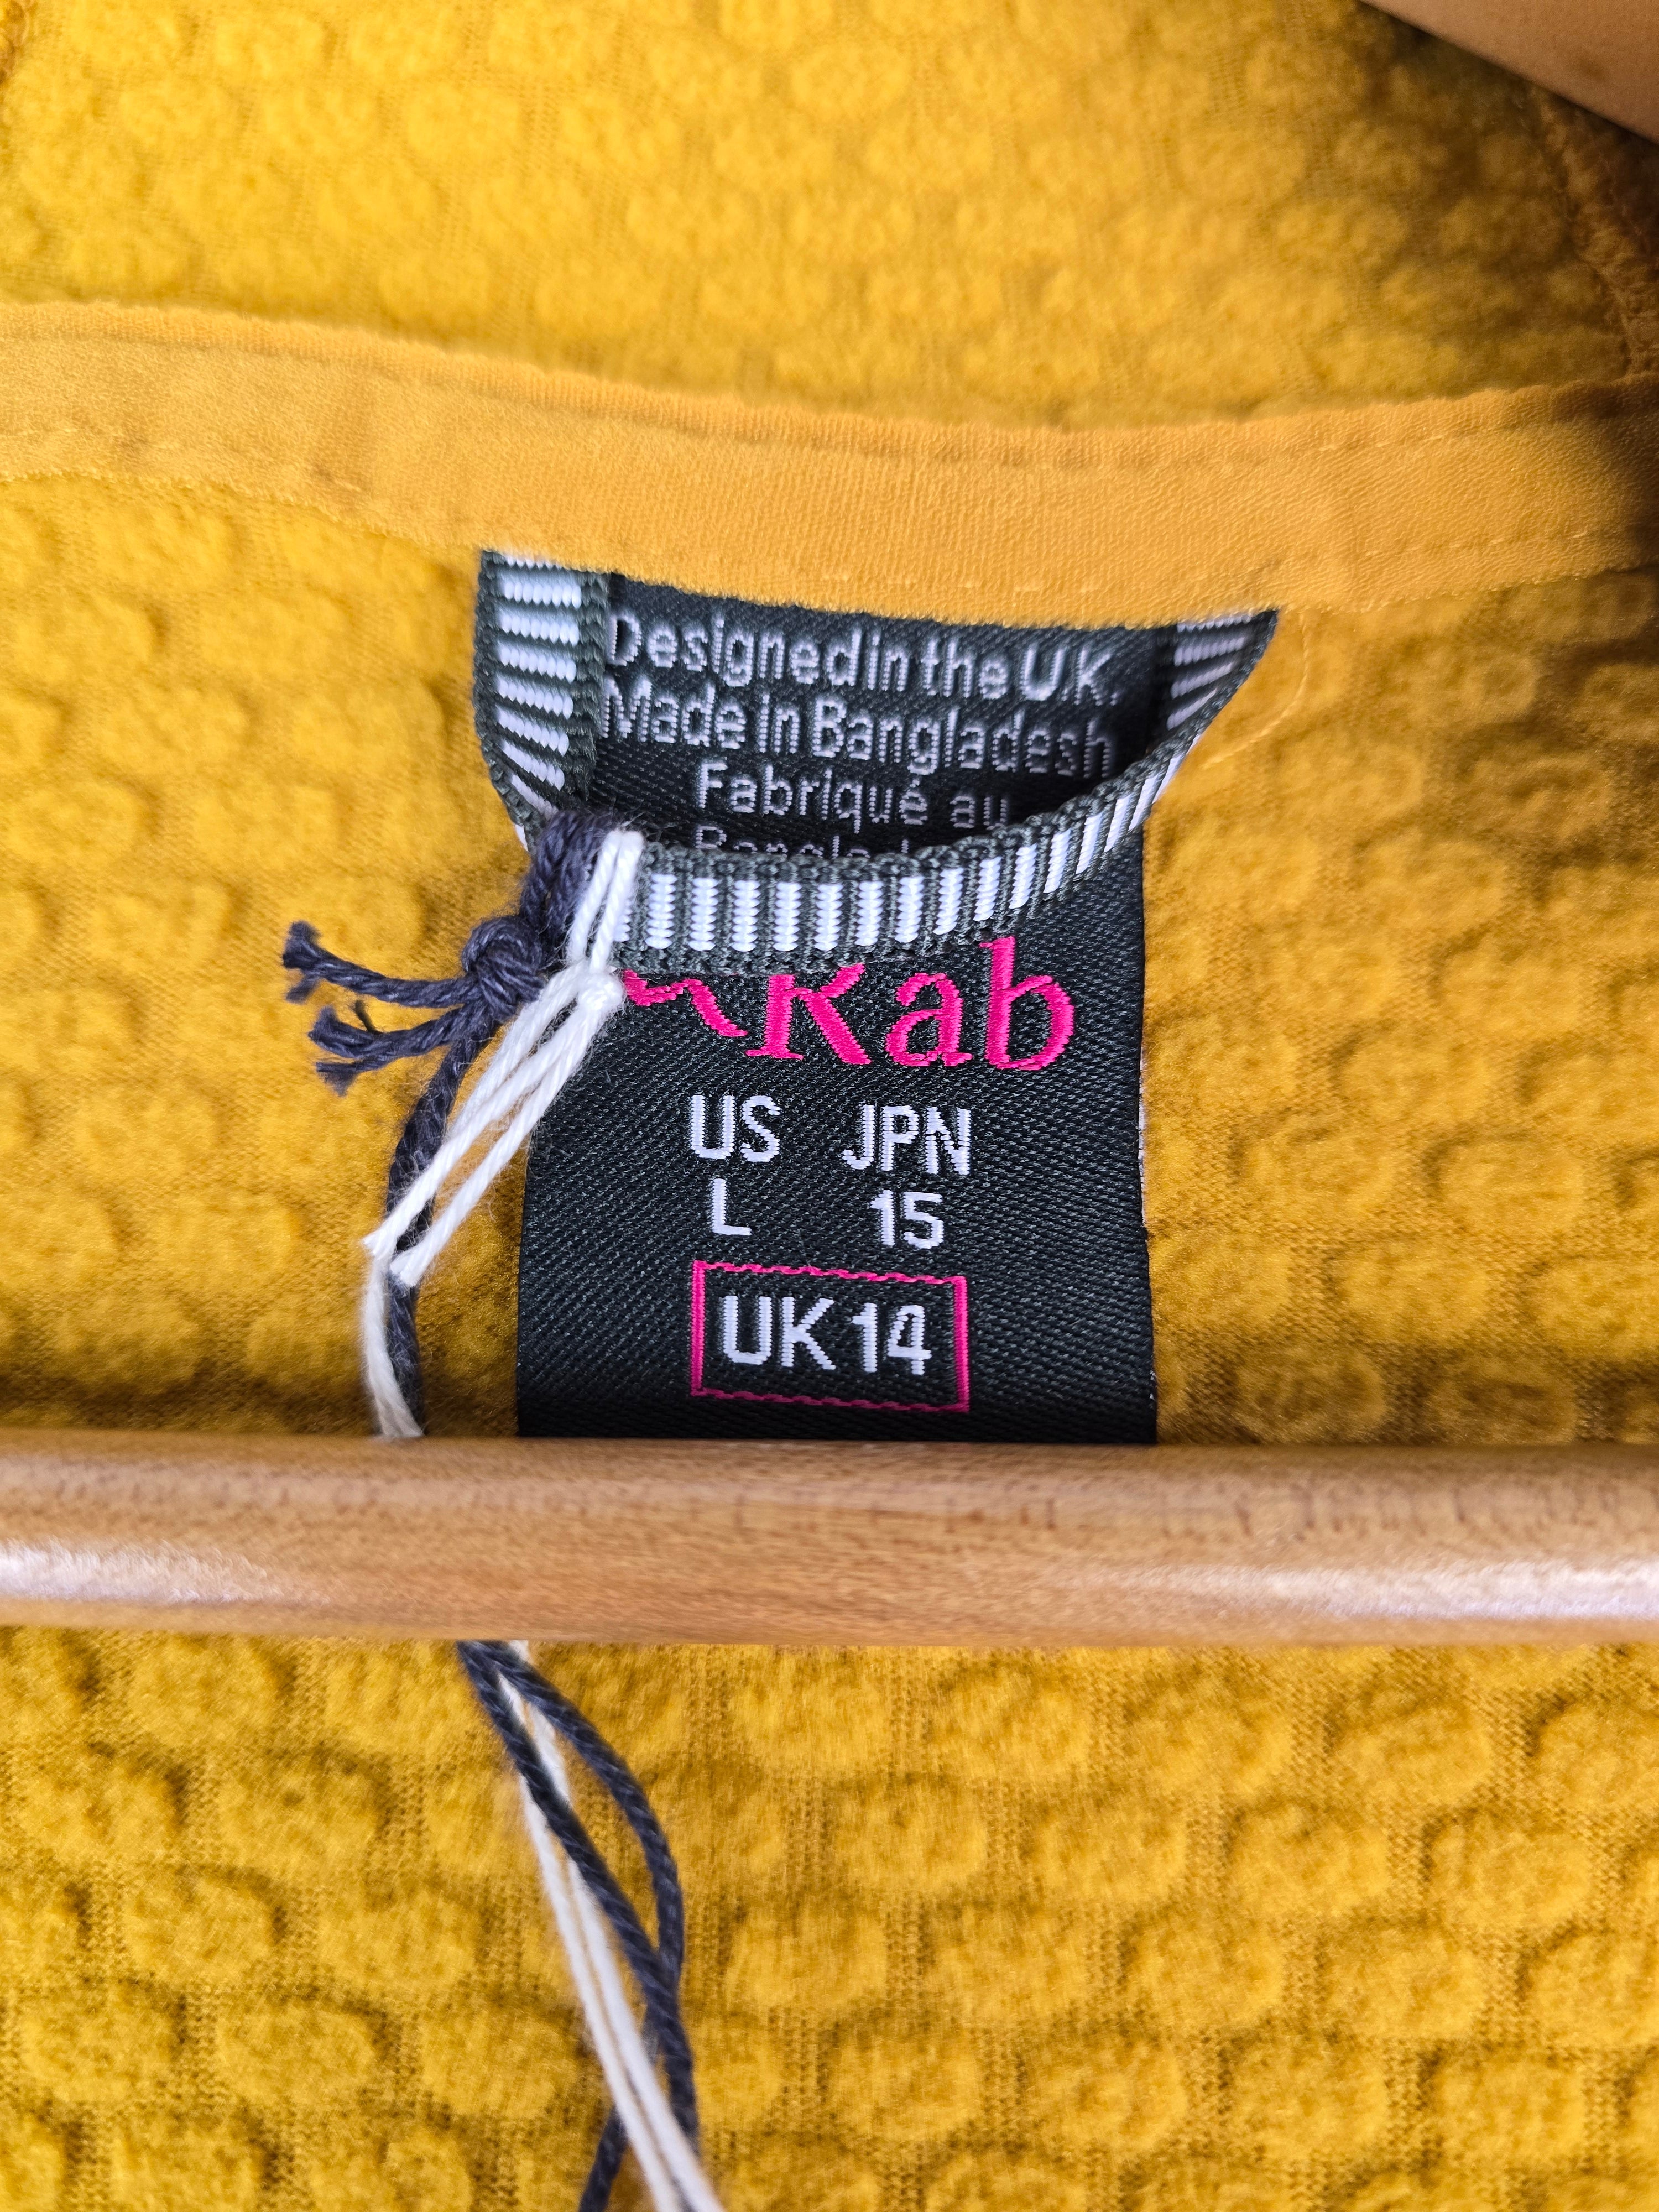 Designed in the U.K.
Made in Bangladesh
Fabriqué au
Rab
US JPN
L 15
UK 14